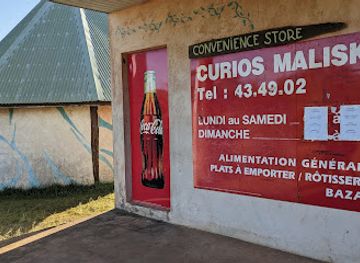 CONVENIENCE STORE
CURIOS MALISK
Tel : 43.49.02
LUNDI au SAMEDI
DIMANCHE
ALIMENTATION GÉNÉRAL
PLATS À EMPORTER / RÔTISSER
BAZA
Coca-Cola